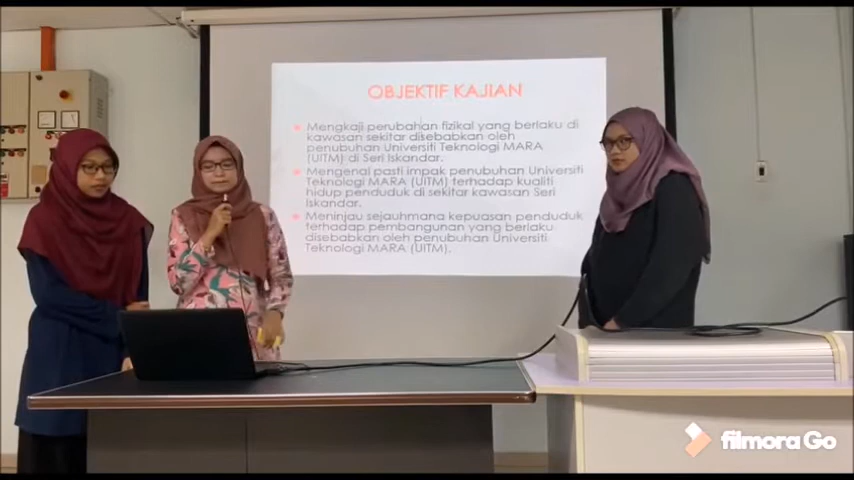 OBJEKTIF KAJIAN
Mengkaji perubahan fizikal yang berlaku di
kawasan sekitar disebabkan oleh
penubuhan Universiti Teknologi MARA
(UiTM) di Seri Iskandar.
Mengenal pasti impak penubuhan Universiti
Teknologi MARA (UiTM) terhadap kualiti
hidup penduduk di sekitar kawasan Seri
Iskandar.
Meninjau sejauhmana kepuasan penduduk
terhadap pembangunan yang berlaku
disebabkan oleh penubuhan Universiti
Teknologi MARA (UiTM).
filmora Go